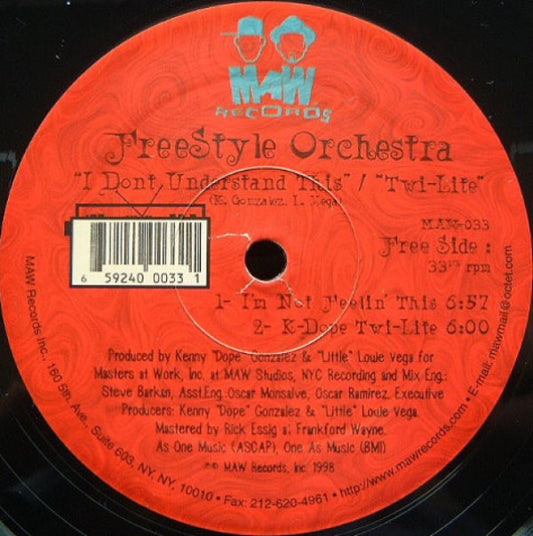 MAW
RECORDS
FreeStyle Orchestra
"I Dont Understand This" / "Twi-Lite"
(K. Gonzalez, L. Vega)
MAW-033
Free Side :
33 1/3 rpm
6 59240 0033 1
1- I'm Not Feelin' This 6:57
2- K-Dope Twi-Lite 6:00
Produced by Kenny "Dope" Gonzalez & "Little" Louie Vega for
Masters at Work, Inc. at MAW Studios, NYC Recording and Mix Eng.:
Steve Barkan, Asst.Eng.:Oscar Monsalve, Oscar Ramirez, Executive
Producers: Kenny "Dope" Gonzalez & "Little" Louie Vega.
Mastered by Rick Essig at Frankford Wayne.
As One Music (ASCAP), One As Music (BMI)
℗© MAW Records, Inc. 1998
MAW Records Inc., 180 5th. Ave., Suite 603, NY, NY, 10010 • Fax: 212-620-4961 • http://www.mawrecords.com • E-mail: mawmail@octet.com